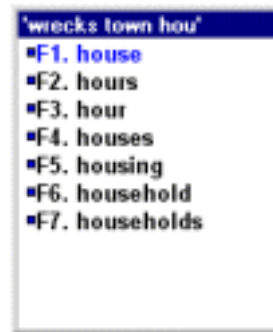 'wrecks town hou'
F1. house
F2. hours
F3. hour
F4. houses
F5. housing
F6. household
F7. households